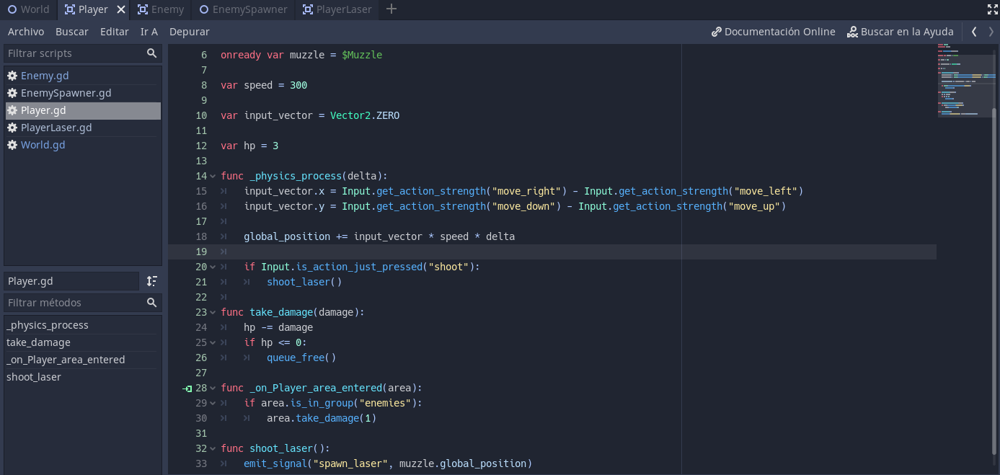 World Player Enemy EnemySpawner PlayerLaser
Archivo Buscar Editar Ir A Depurar Documentación Online Buscar en la Ayuda
Filtrar scripts
Enemy.gd
EnemySpawner.gd
Player.gd
PlayerLaser.gd
World.gd
Player.gd
Filtrar métodos
_physics_process
take_damage
_on_Player_area_entered
shoot_laser
6 onready var muzzle = $Muzzle
7
8 var speed = 300
9
10 var input_vector = Vector2.ZERO
11
12 var hp = 3
13
14 func _physics_process(delta):
15 input_vector.x = Input.get_action_strength("move_right") - Input.get_action_strength("move_left")
16 input_vector.y = Input.get_action_strength("move_down") - Input.get_action_strength("move_up")
17
18 global_position += input_vector * speed * delta
19
20 if Input.is_action_just_pressed("shoot"):
21 shoot_laser()
22
23 func take_damage(damage):
24 hp -= damage
25 if hp <= 0:
26 queue_free()
27
28 func _on_Player_area_entered(area):
29 if area.is_in_group("enemies"):
30 area.take_damage(1)
31
32 func shoot_laser():
33 emit_signal("spawn_laser", muzzle.global_position)